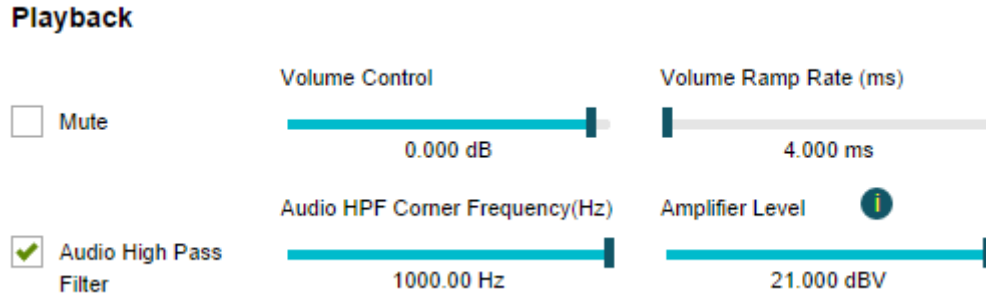 Playback
Volume Control
Volume Ramp Rate (ms)
Mute
0.000 dB
4.000 ms
Audio HPF Corner Frequency(Hz)
Amplifier Level
i
Audio High Pass
Filter
1000.00 Hz
21.000 dBV